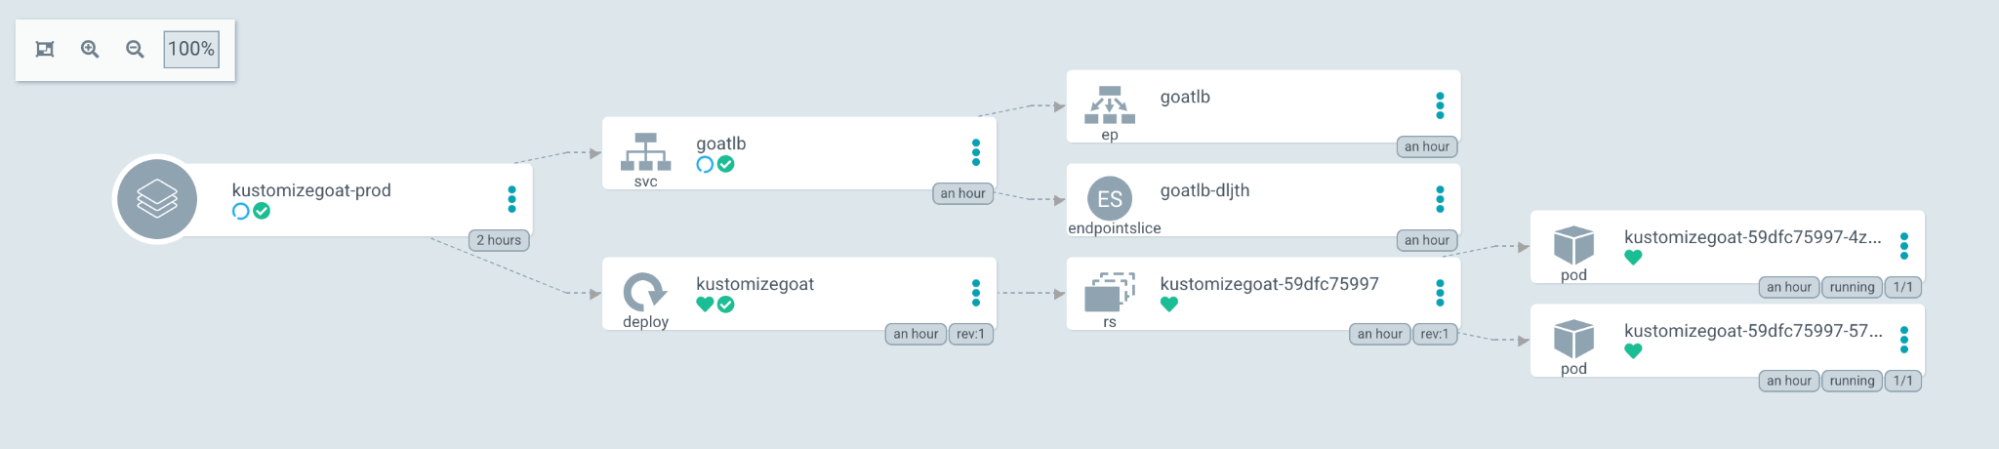 100%
kustomizegoat-prod
2 hours
goatlb
svc
an hour
kustomizegoat
deploy
an hour rev:1
goatlb
ep
an hour
goatlb-dljth
ES
endpointslice
an hour
kustomizegoat-59dfc75997
rs
an hour rev:1
kustomizegoat-59dfc75997-4z...
pod
an hour running 1/1
kustomizegoat-59dfc75997-57...
pod
an hour running 1/1